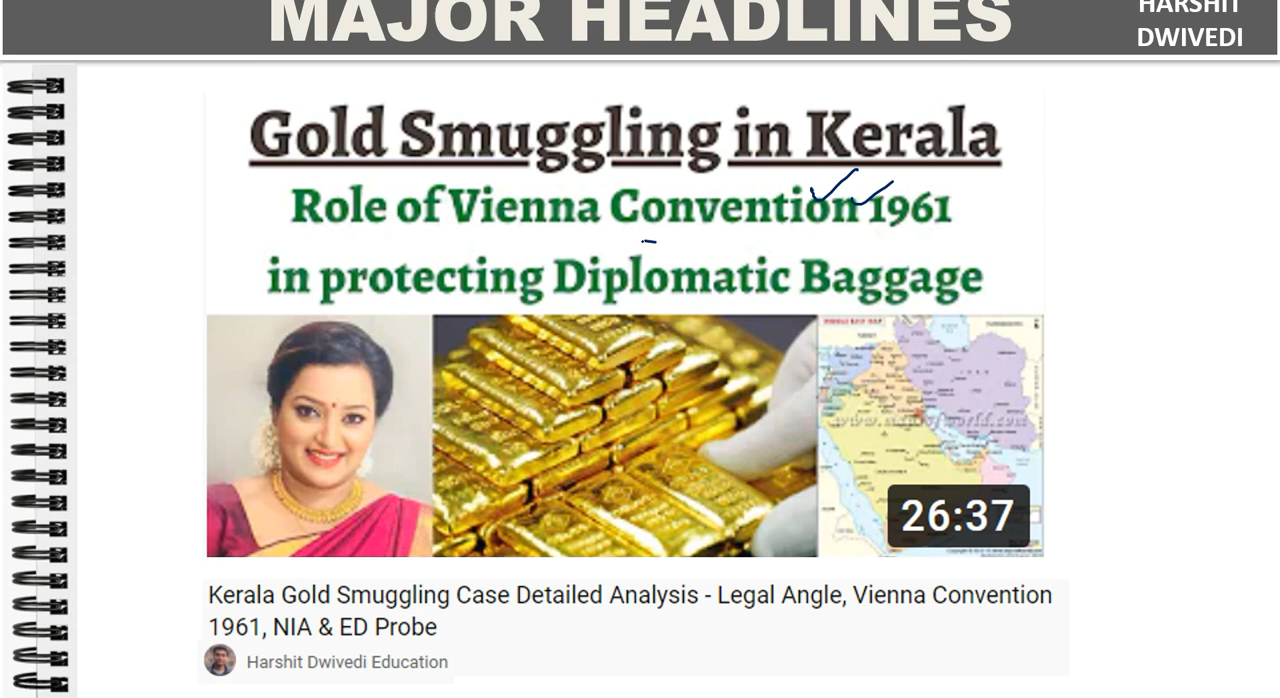 MAJOR HEADLINES
HARSHIT
DWIVEDI
Gold Smuggling in Kerala
Role of Vienna Convention 1961
in protecting Diplomatic Baggage
26:37
Kerala Gold Smuggling Case Detailed Analysis - Legal Angle, Vienna Convention
1961, NIA & ED Probe
Harshit Dwivedi Education